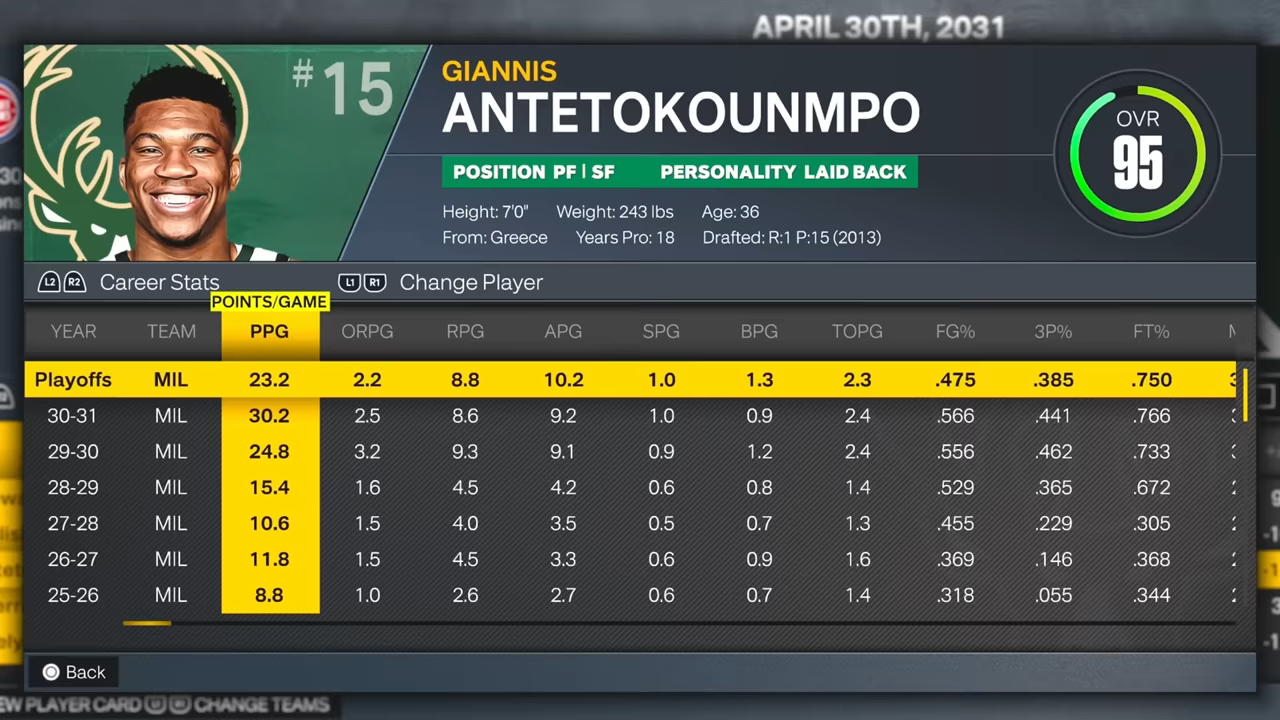 APRIL 30TH, 2031
#15
GIANNIS
ANTETOKOUNMPO
POSITION PF | SF PERSONALITY LAID BACK
Height: 7'0" Weight: 243 lbs Age: 36
From: Greece Years Pro: 18 Drafted: R:1 P:15 (2013)
OVR
95
L2 R2 Career Stats L1 R1 Change Player
POINTS/GAME
YEAR TEAM PPG ORPG RPG APG SPG BPG TOPG FG% 3P% FT%
Playoffs MIL 23.2 2.2 8.8 10.2 1.0 1.3 2.3 .475 .385 .750
30-31 MIL 30.2 2.5 8.6 9.2 1.0 0.9 2.4 .566 .441 .766
29-30 MIL 24.8 3.2 9.3 9.1 0.9 1.2 2.4 .556 .462 .733
28-29 MIL 15.4 1.6 4.5 4.2 0.6 0.8 1.4 .529 .365 .672
27-28 MIL 10.6 1.5 4.0 3.5 0.5 0.7 1.3 .455 .229 .305
26-27 MIL 11.8 1.5 4.5 3.3 0.6 0.9 1.6 .369 .146 .368
25-26 MIL 8.8 1.0 2.6 2.7 0.6 0.7 1.4 .318 .055 .344
Back
PLAYER CARD CHANGE TEAMS